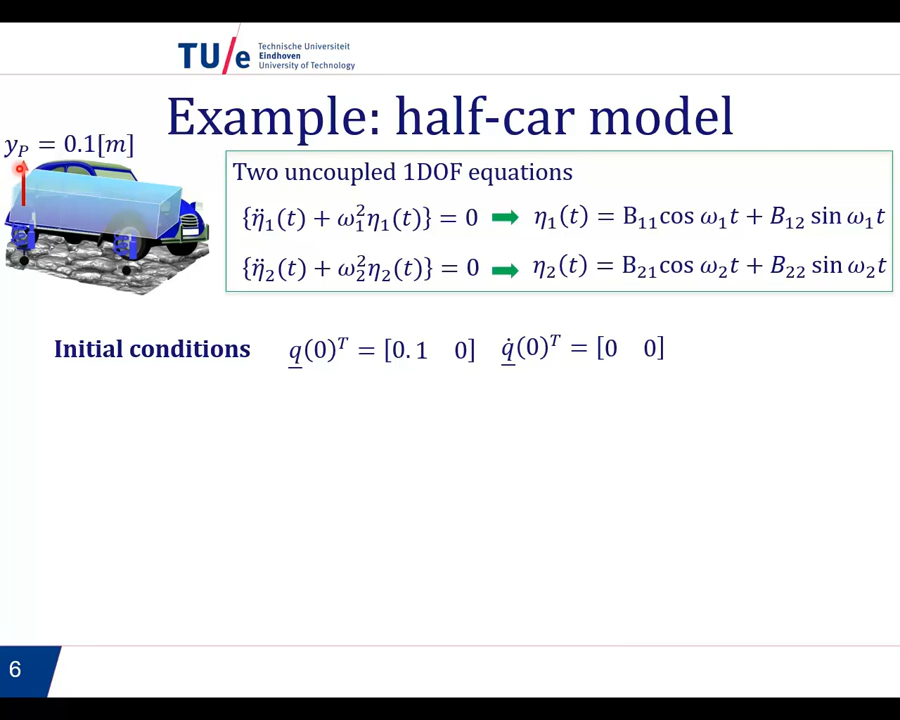 TU/e Technische Universiteit
Eindhoven
University of Technology
Example: half-car model
y_P = 0.1[m]
Two uncoupled 1DOF equations
{η̈₁(t) + ω₁²η₁(t)} = 0 ➡ η₁(t) = B₁₁cos ω₁t + B₁₂ sin ω₁t
{η̈₂(t) + ω₂²η₂(t)} = 0 ➡ η₂(t) = B₂₁cos ω₂t + B₂₂ sin ω₂t
Initial conditions q(0)ᵀ = [0.1 0] q̇(0)ᵀ = [0 0]
6